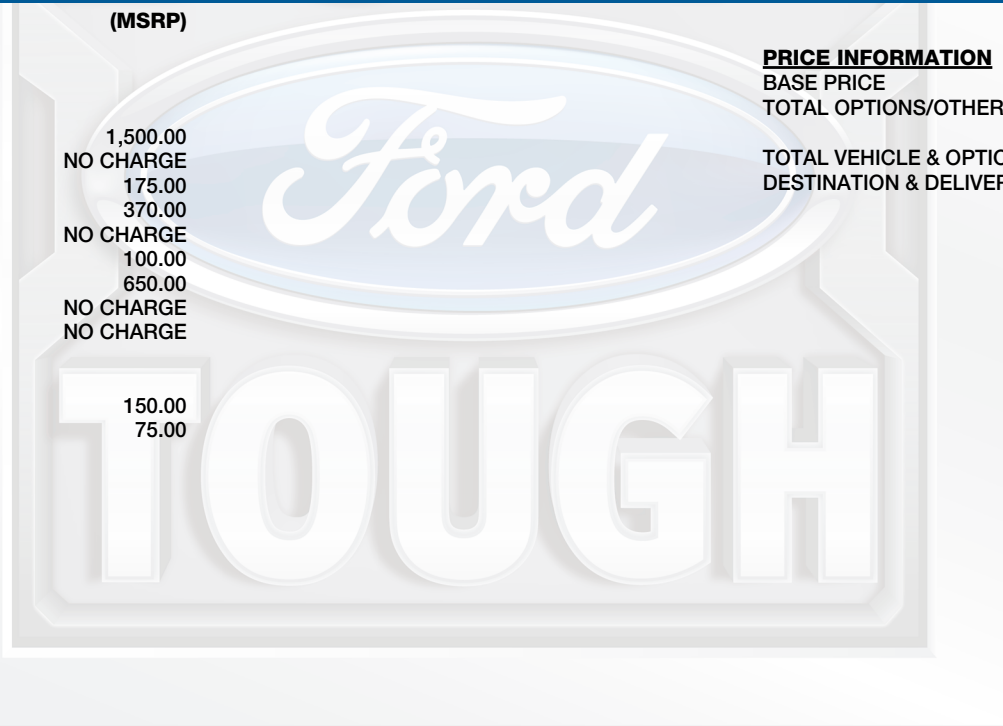 (MSRP)
1,500.00
NO CHARGE
175.00
370.00
NO CHARGE
100.00
650.00
NO CHARGE
NO CHARGE
150.00
75.00
PRICE INFORMATION
BASE PRICE
TOTAL OPTIONS/OTHER
TOTAL VEHICLE & OPTIO
DESTINATION & DELIVER
Ford
TOUGH